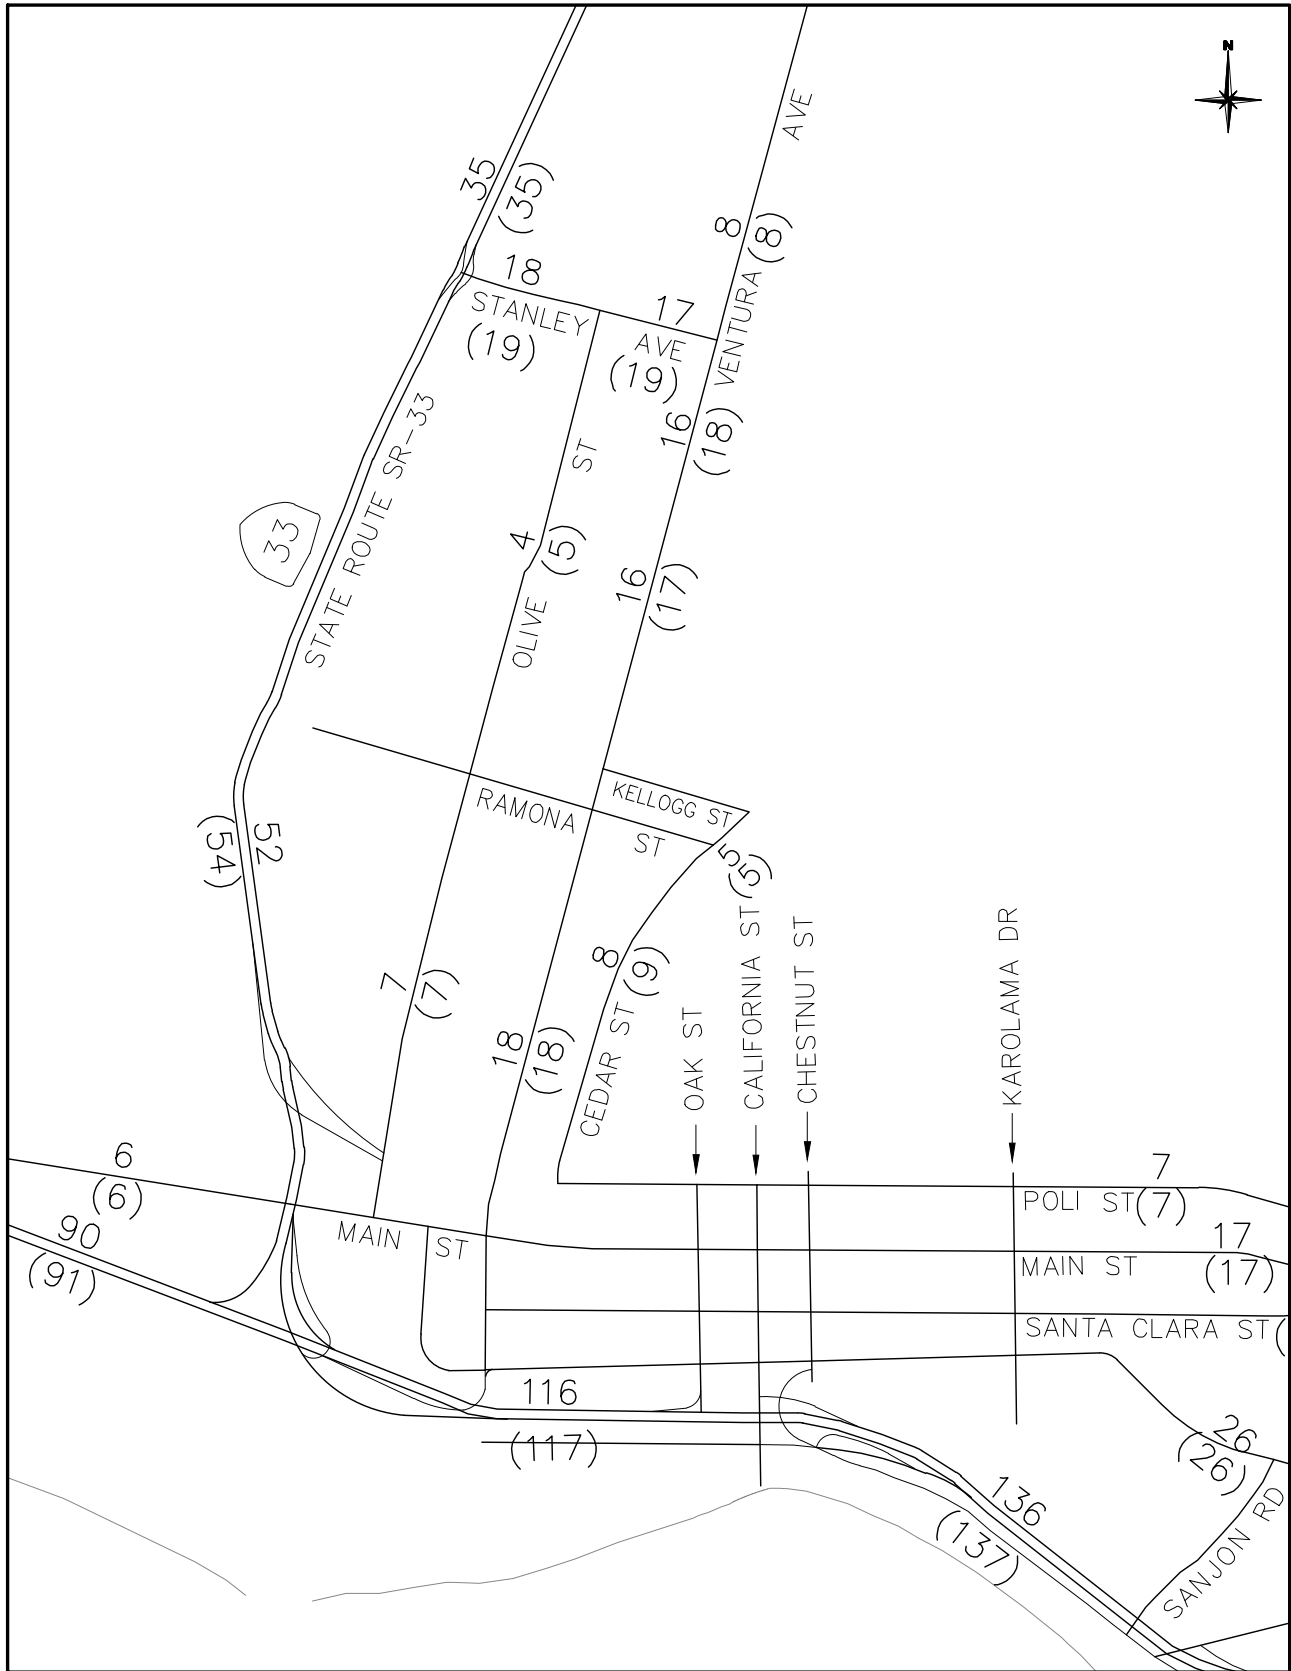 N
AVE
35
(35)
8
(8)
18
17
STANLEY
AVE
(19)
(19)
VENTURA
16
(18)
STATE ROUTE SR-33
ST
33
4
(5)
16
(17)
OLIVE
KELLOGG ST
RAMONA
ST
52
(54)
5
(5)
7
(7)
8
(9)
18
(18)
CEDAR ST
OAK ST
CALIFORNIA ST
CHESTNUT ST
KAROLAMA DR
6
(6)
7
POLI ST
(7)
90
(91)
MAIN ST
17
MAIN ST
(17)
SANTA CLARA ST
(
116
(117)
26
(26)
136
(137)
SANJON RD